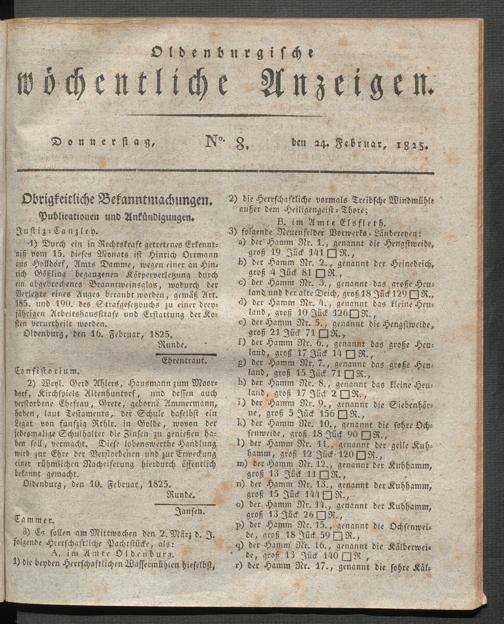 Oldenburgische
wöchentliche Anzeigen.
Donnerstag, No. 8. den 24. Februar, 1825.
Obrigkeitliche Bekanntmachungen.
Publicationen und Ankündigungen.
Justiz-Canzley.
1) Durch ein in Rechtskraft getretenes Erkennt-
niß vom 15. dieses Monats ist Hinrich Ortmann
aus Holldorf, Amts Damme, wegen einer an Hin-
rich Gößling begangenen Körperverletzung durch
ein abgebrochenes Branntweinsglas, wodurch der
Verletzte eines Auges beraubt worden, gemäß Art.
185. und 190. des Strafgesetzbuchs zu einer drey-
jährigen Arbeitshausstrafe und Erstattung der Ko-
sten verurtheilt worden.
Oldenburg, den 16. Februar, 1825.
Runde.
Ehrentraut.
Consistorium.
2) Weyl. Gerd Ahlers, Hausmann zum Moor-
dorf, Kirchspiels Altenhuntorf, und dessen auch
verstorbene Ehefrau, Grete, geborne Ammermann,
haben, laut Testaments, der Schule daselbst ein
Legat von funfzig Rthlr. in Golde, wovon der
jedesmalige Schulhalter die Zinsen zu genießen ha-
ben soll, vermacht. Diese wohlthätige Handlung
wird zur Ehre der Verstorbenen und zur Erweckung
einer rühmlichen Nacheiferung hierdurch öffentlich
bekannt gemacht.
Oldenburg, den 10. Februar, 1825.
Runde.
Jansen.
Cammer.
3) Es sollen am Mittwochen den 2. März d. J.
folgende Herrschaftliche Pachtstücke, als:
A. im Amte Oldenburg.
1) die beyden Herrschaftlichen Wassermühlen hieselbst,
2) die Herrschaftliche vormals Treibsche Windmühle
außer dem Heiligengeist-Thore;
B. im Amte Elsfleth.
3) folgende Neuenfelder Vorwerks-Ländereyen:
a) der Hamm Nr. 1., genannt die Hengstweide,
groß 19 Jück 141 □ R.,
b) der Hamm Nr. 2., genannt der Heinedeich,
groß 4 Jück 81 □ R.,
c) der Hamm Nr. 3., genannt das große Heu-
land und der alte Deich, groß 18 Jück 129 □ R.,
d) der Hamm Nr. 4., genannt das kleine Heu-
land, groß 10 Jück 126 □ R.,
e) der Hamm Nr. 5., genannt die Hengstweide,
groß 21 Jück 71 □ R.,
f) der Hamm Nr. 6., genannt das große Heu-
land, groß 17 Jück 14 □ R.,
g) der Hamm Nr. 7., genannt das große Heu-
land, groß 15 Jück 71 □ R.,
h) der Hamm Nr. 8., genannt das kleine Heu-
land, groß 17 Jück 2 □ R.,
i) der Hamm Nr. 9., genannt die Siebenhör-
ne, groß 5 Jück 156 □ R.,
k) der Hamm Nr. 10., genannt die sohre Och-
senweide, groß 18 Jück 90 □ R.,
l) der Hamm Nr. 11., genannt der geile Kuh-
hamm, groß 12 Jück 120 □ R.,
m) der Hamm Nr. 12., genannt der Kuhhamm,
groß 13 Jück 11 □ R.,
n) der Hamm Nr. 13., genannt der Kuhhamm,
groß 15 Jück 144 □ R.,
o) der Hamm Nr. 14., genannt der Kuhhamm,
groß 13 Jück 26 □ R.,
p) der Hamm Nr. 15., genannt die Ochsenwei-
de, groß 18 Jück 59 □ R.,
q) der Hamm Nr. 16., genannt die Kälberwei-
de, groß 13 Jück 140 □ R.,
r) der Hamm Nr. 17., genannt die sohre Käl-